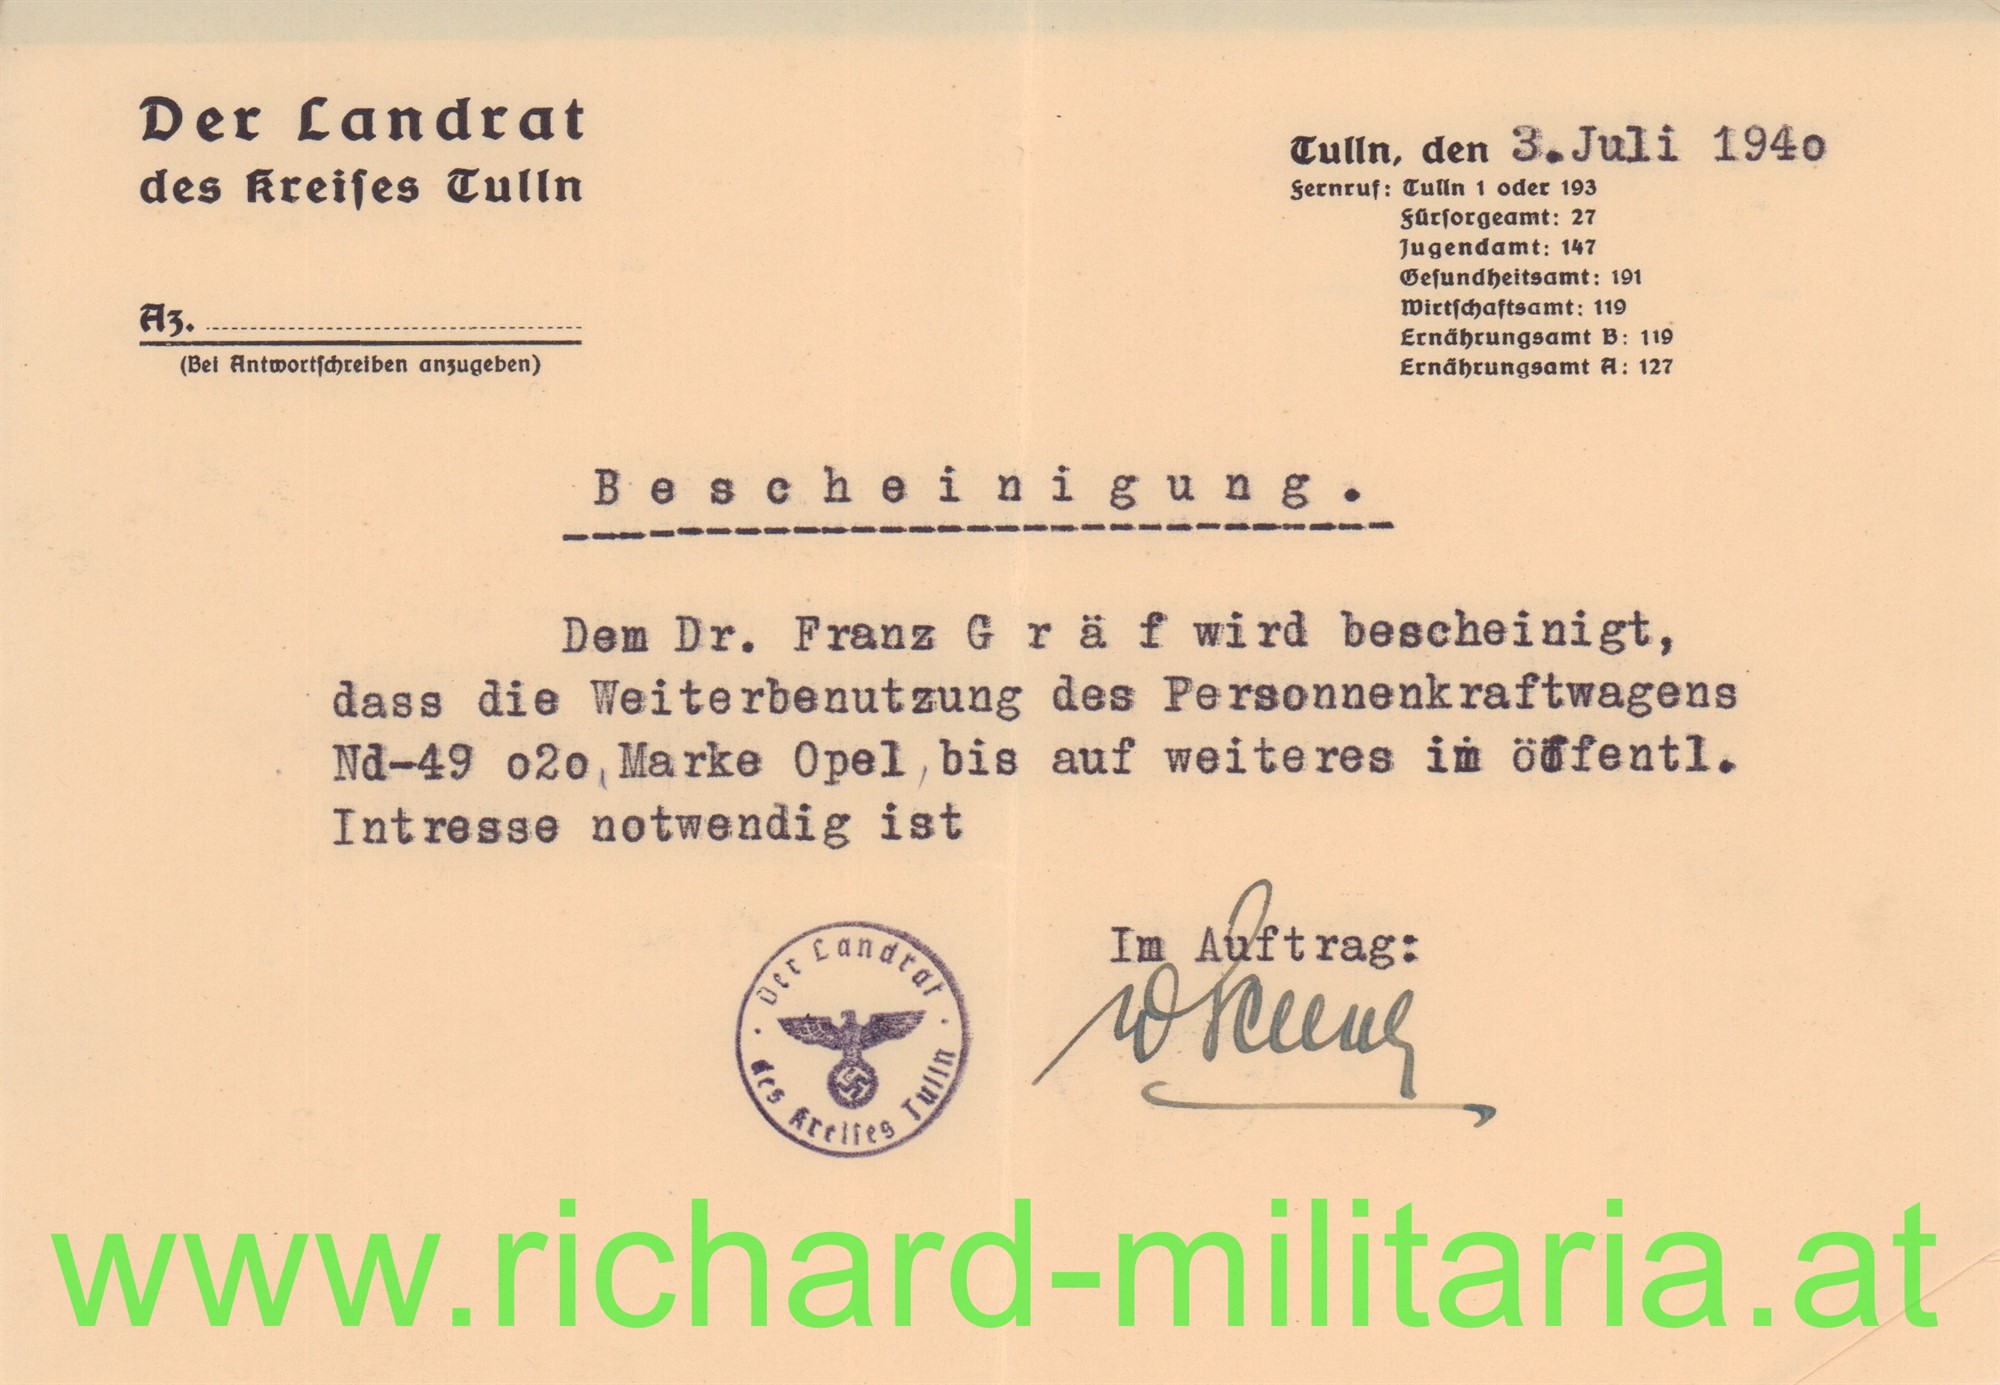 Der Landrat
des Kreiſes Tulln
Az.
(Bei Antwortſchreiben anzugeben)
Tulln, den 3.Juli 194o
Fernruf: Tulln 1 oder 193
Fürſorgeamt: 27
Jugendamt: 147
Geſundheitsamt: 191
Wirtſchaftsamt: 119
Ernährungsamt B: 119
Ernährungsamt A: 127
B e s c h e i n i g u n g .
Dem Dr. Franz G r ä f wird bescheinigt,
dass die Weiterbenutzung des Personnenkraftwagens
Nd-49 o2o, Marke Opel, bis auf weiteres im öffentl.
Intresse notwendig ist
Im Auftrag:
Der Landrat
des Kreiſes Tulln
www.richard-militaria.at